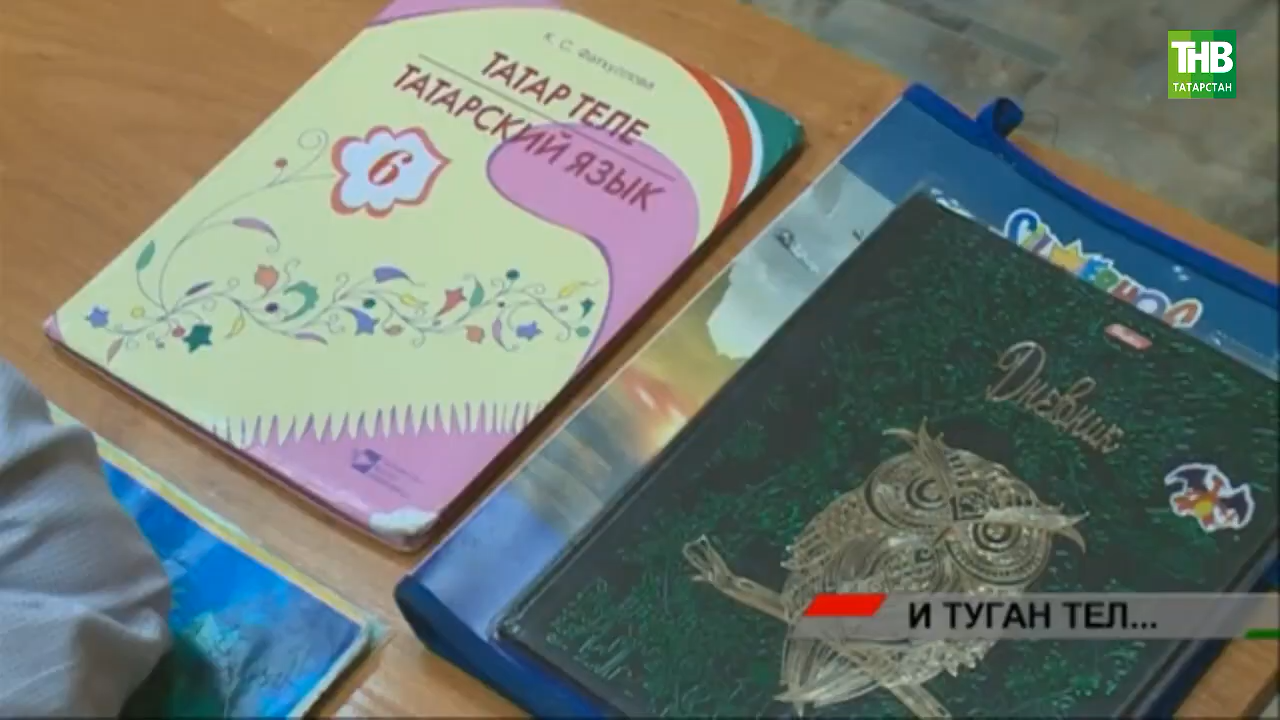 К. С. Фатхуллова
ТАТАР ТЕЛЕ
ТАТАРСКИЙ ЯЗЫК
6
Дневник
ТНВ
ТАТАРСТАН
И ТУГАН ТЕЛ...